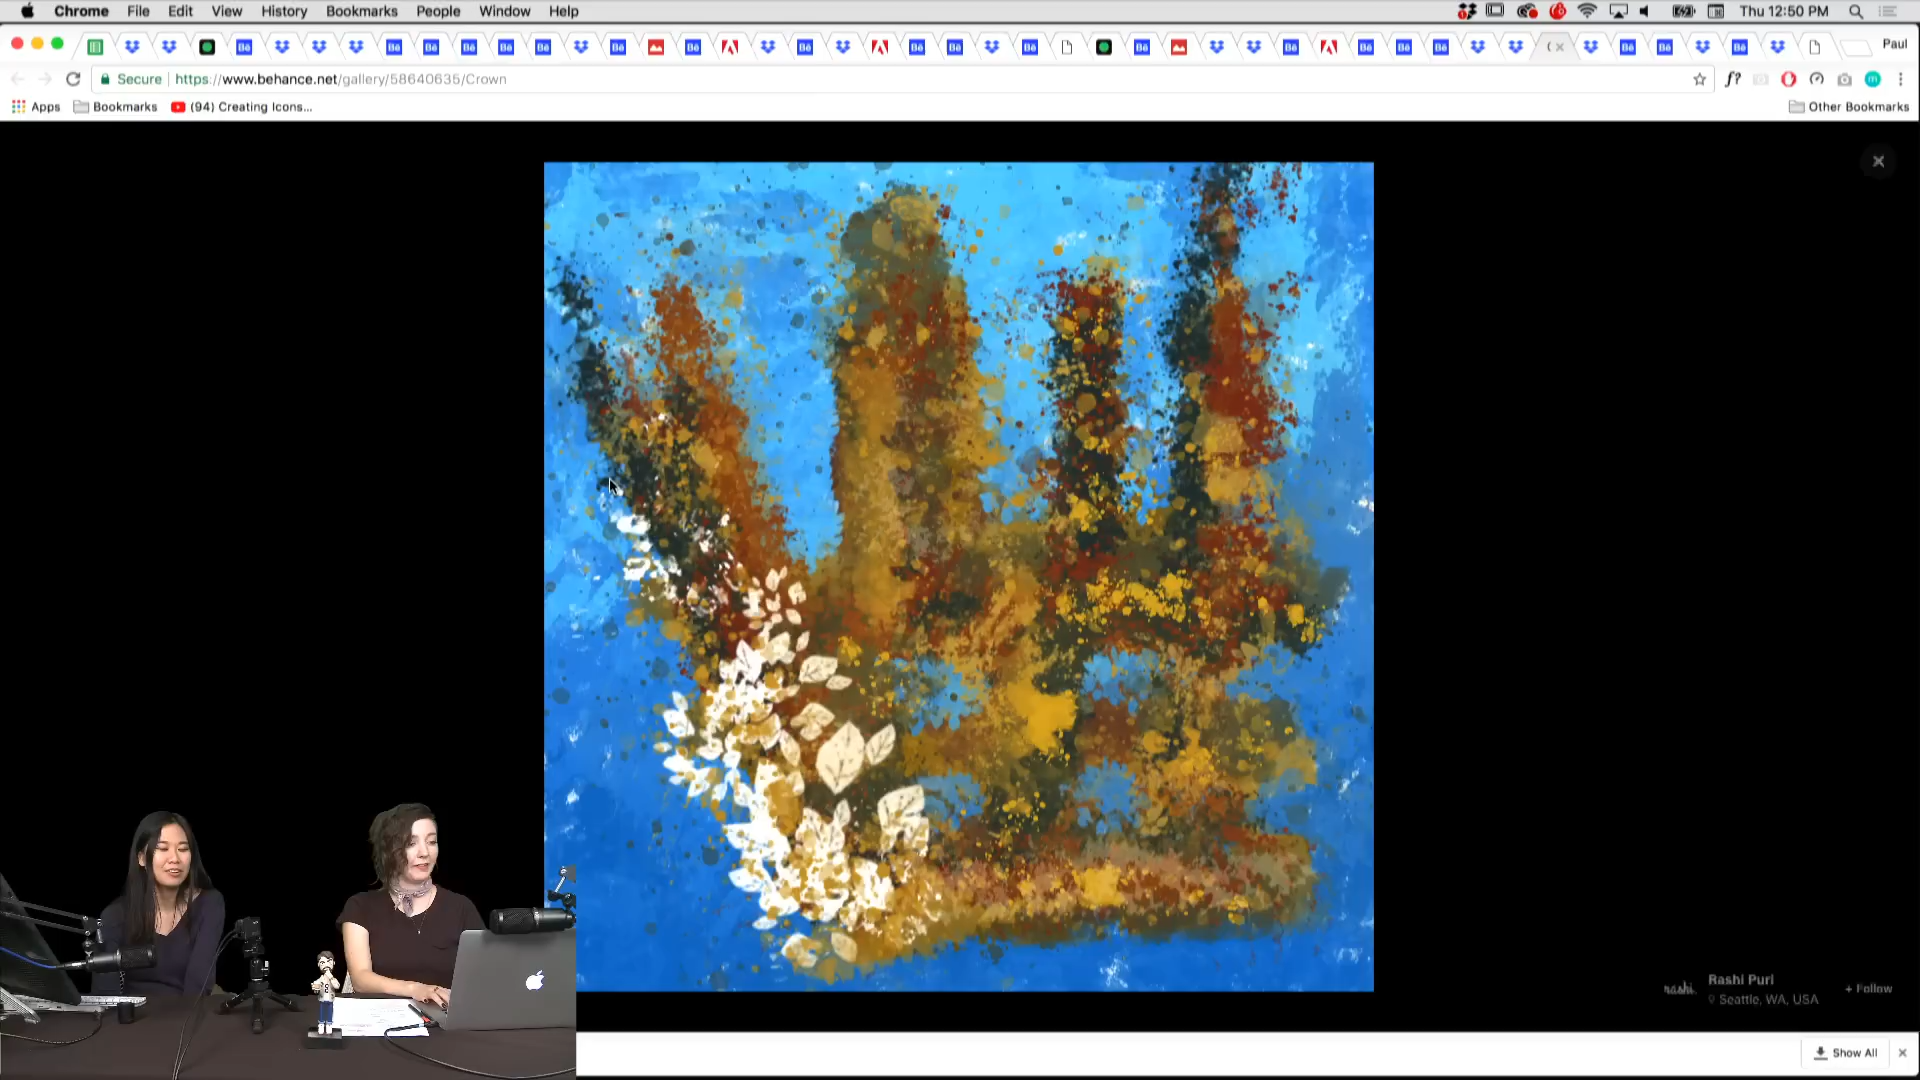 Chrome File Edit View History Bookmarks People Window Help Thu 12:50 PM
Paul
Secure https://www.behance.net/gallery/58640635/Crown f?
Apps Bookmarks (94) Creating Icons... Other Bookmarks
rashi. Rashi Puri + Follow
Seattle, WA, USA
Show All